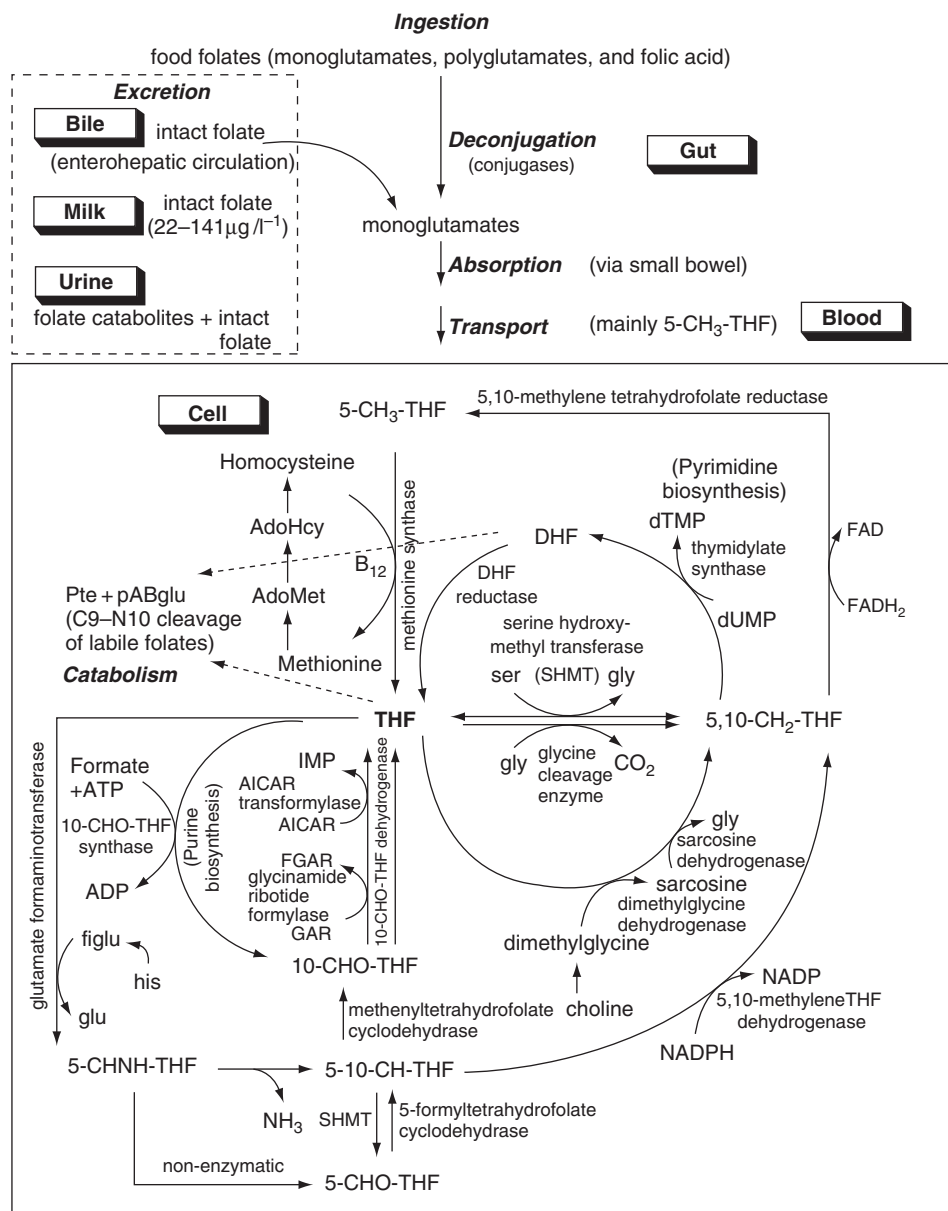 Ingestion
food folates (monoglutamates, polyglutamates, and folic acid)
Excretion
Bile
intact folate
(enterohepatic circulation)
Milk
intact folate
(22–141µg /l⁻¹)
Urine
folate catabolites + intact
folate
Deconjugation
(conjugases)
Gut
monoglutamates
Absorption
(via small bowel)
Transport
(mainly 5-CH₃-THF)
Blood
Cell
5-CH₃-THF
5,10-methylene tetrahydrofolate reductase
Homocysteine
AdoHcy
AdoMet
Methionine
B₁₂
methionine synthase
Pte + pABglu
(C9–N10 cleavage
of labile folates)
Catabolism
DHF
DHF
reductase
(Pyrimidine
biosynthesis)
dTMP
thymidylate
synthase
dUMP
FAD
FADH₂
serine hydroxy-
methyl transferase
ser
(SHMT)
gly
THF
5,10-CH₂-THF
gly
glycine
cleavage
enzyme
CO₂
glutamate formaminotransferase
Formate
+ATP
10-CHO-THF
synthase
ADP
(Purine
biosynthesis)
IMP
AICAR
transformylase
AICAR
FGAR
glycinamide
ribotide
formylase
GAR
10-CHO-THF dehydrogenase
gly
sarcosine
dehydrogenase
sarcosine
dimethylglycine
dehydrogenase
dimethylglycine
choline
figlu
his
glu
10-CHO-THF
methenyltetrahydrofolate
cyclodehydrase
NADP
5,10-methyleneTHF
dehydrogenase
NADPH
5-CHNH-THF
NH₃
5-10-CH-THF
SHMT
5-formyltetrahydrofolate
cyclodehydrase
non-enzymatic
5-CHO-THF